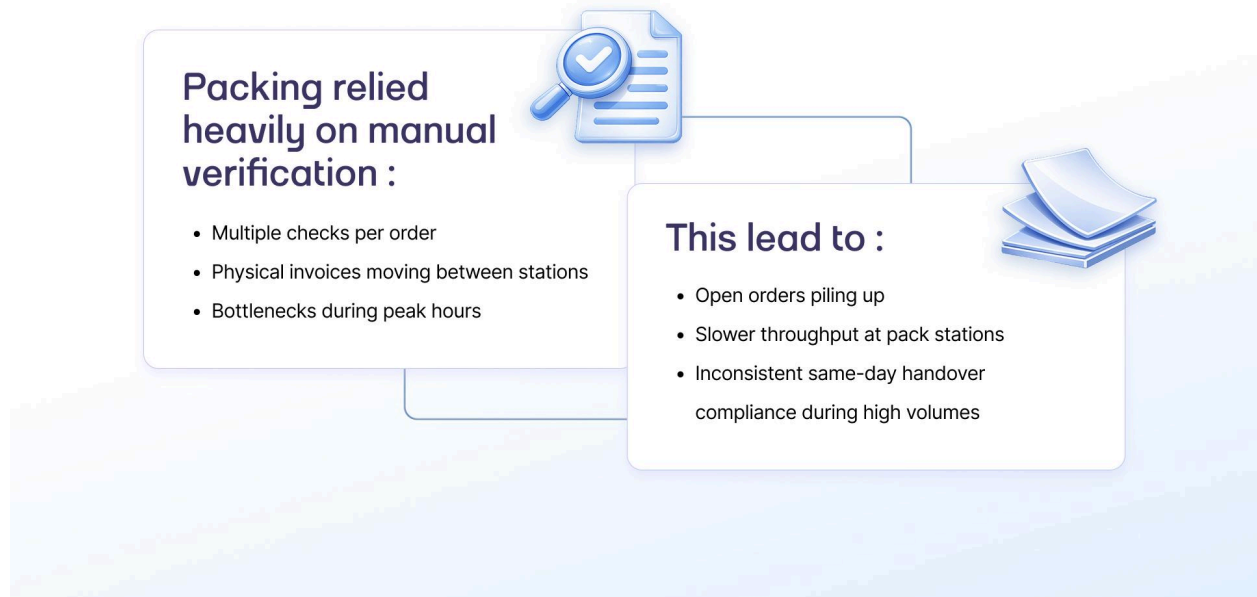 Packing relied
heavily on manual
verification :
• Multiple checks per order
• Physical invoices moving between stations
• Bottlenecks during peak hours
This lead to :
• Open orders piling up
• Slower throughput at pack stations
• Inconsistent same-day handover
compliance during high volumes